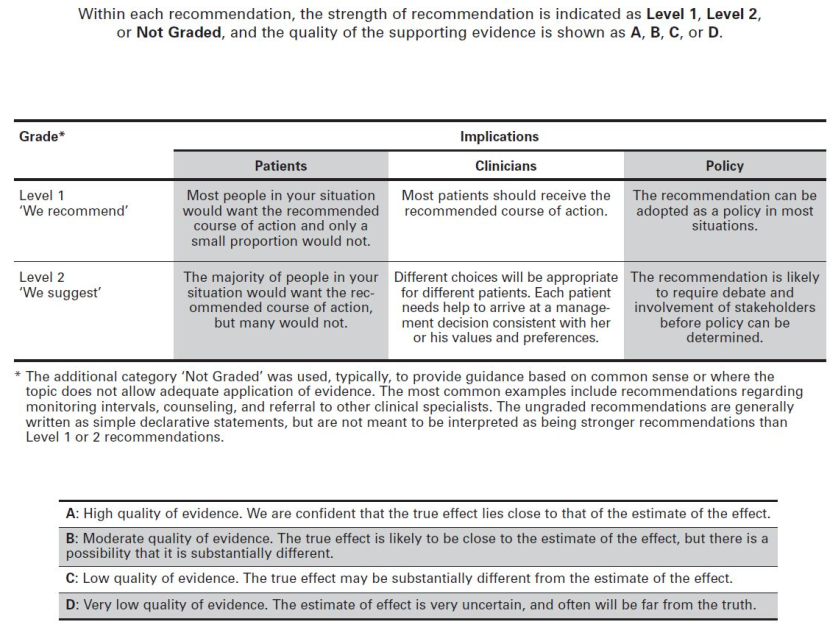 Within each recommendation, the strength of recommendation is indicated as Level 1, Level 2,
or Not Graded, and the quality of the supporting evidence is shown as A, B, C, or D.
Grade*
Implications
Patients
Clinicians
Policy
Level 1
‘We recommend’
Most people in your situation
would want the recommended
course of action and only a
small proportion would not.
Most patients should receive the
recommended course of action.
The recommendation can be
adopted as a policy in most
situations.
Level 2
‘We suggest’
The majority of people in your
situation would want the rec-
ommended course of action,
but many would not.
Different choices will be appropriate
for different patients. Each patient
needs help to arrive at a manage-
ment decision consistent with her
or his values and preferences.
The recommendation is likely
to require debate and
involvement of stakeholders
before policy can be
determined.
* The additional category ‘Not Graded’ was used, typically, to provide guidance based on common sense or where the
topic does not allow adequate application of evidence. The most common examples include recommendations regarding
monitoring intervals, counseling, and referral to other clinical specialists. The ungraded recommendations are generally
written as simple declarative statements, but are not meant to be interpreted as being stronger recommendations than
Level 1 or 2 recommendations.
A: High quality of evidence. We are confident that the true effect lies close to that of the estimate of the effect.
B: Moderate quality of evidence. The true effect is likely to be close to the estimate of the effect, but there is a
possibility that it is substantially different.
C: Low quality of evidence. The true effect may be substantially different from the estimate of the effect.
D: Very low quality of evidence. The estimate of effect is very uncertain, and often will be far from the truth.